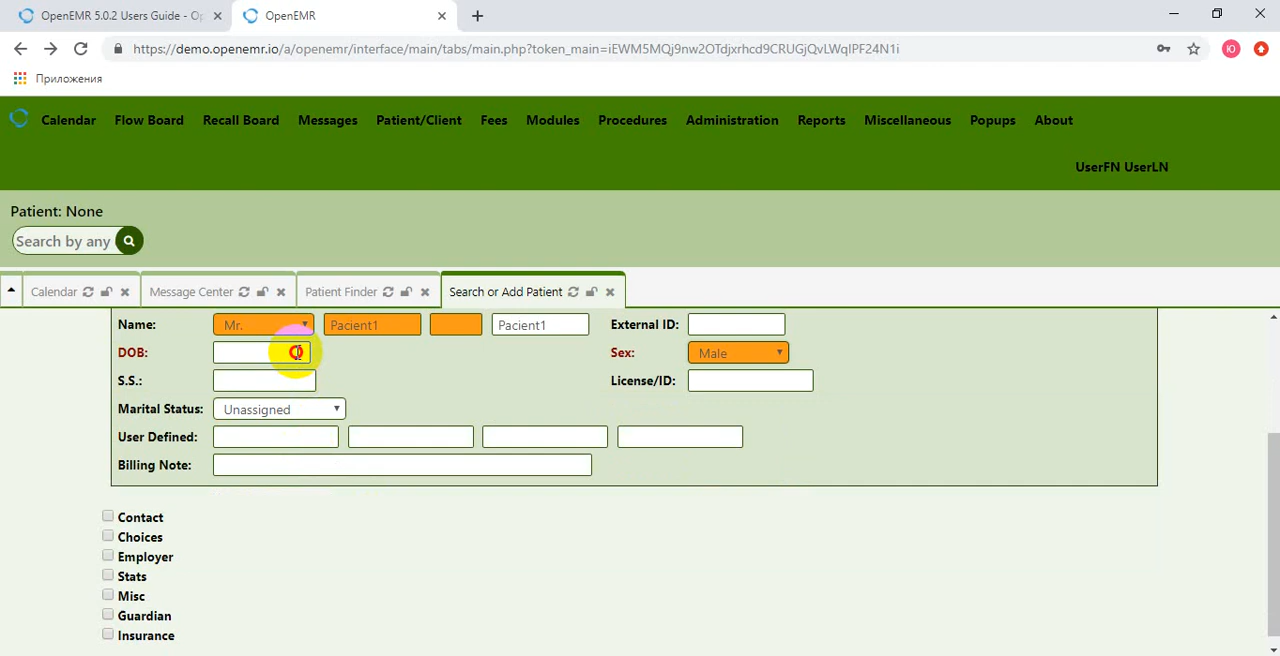 OpenEMR 5.0.2 Users Guide - Op
OpenEMR
https://demo.openemr.io/a/openemr/interface/main/tabs/main.php?token_main=iEWM5MQj9nw2OTdjxrhcd9CRUGjQvLWqIPF24N1i
Ю
Приложения
Calendar Flow Board Recall Board Messages Patient/Client Fees Modules Procedures Administration Reports Miscellaneous Popups About
UserFN UserLN
Patient: None
Search by any
Calendar Message Center Patient Finder Search or Add Patient
Name: Mr. Pacient1 Pacient1 External ID:
DOB: Sex: Male
S.S.: License/ID:
Marital Status: Unassigned
User Defined:
Billing Note:
Contact
Choices
Employer
Stats
Misc
Guardian
Insurance